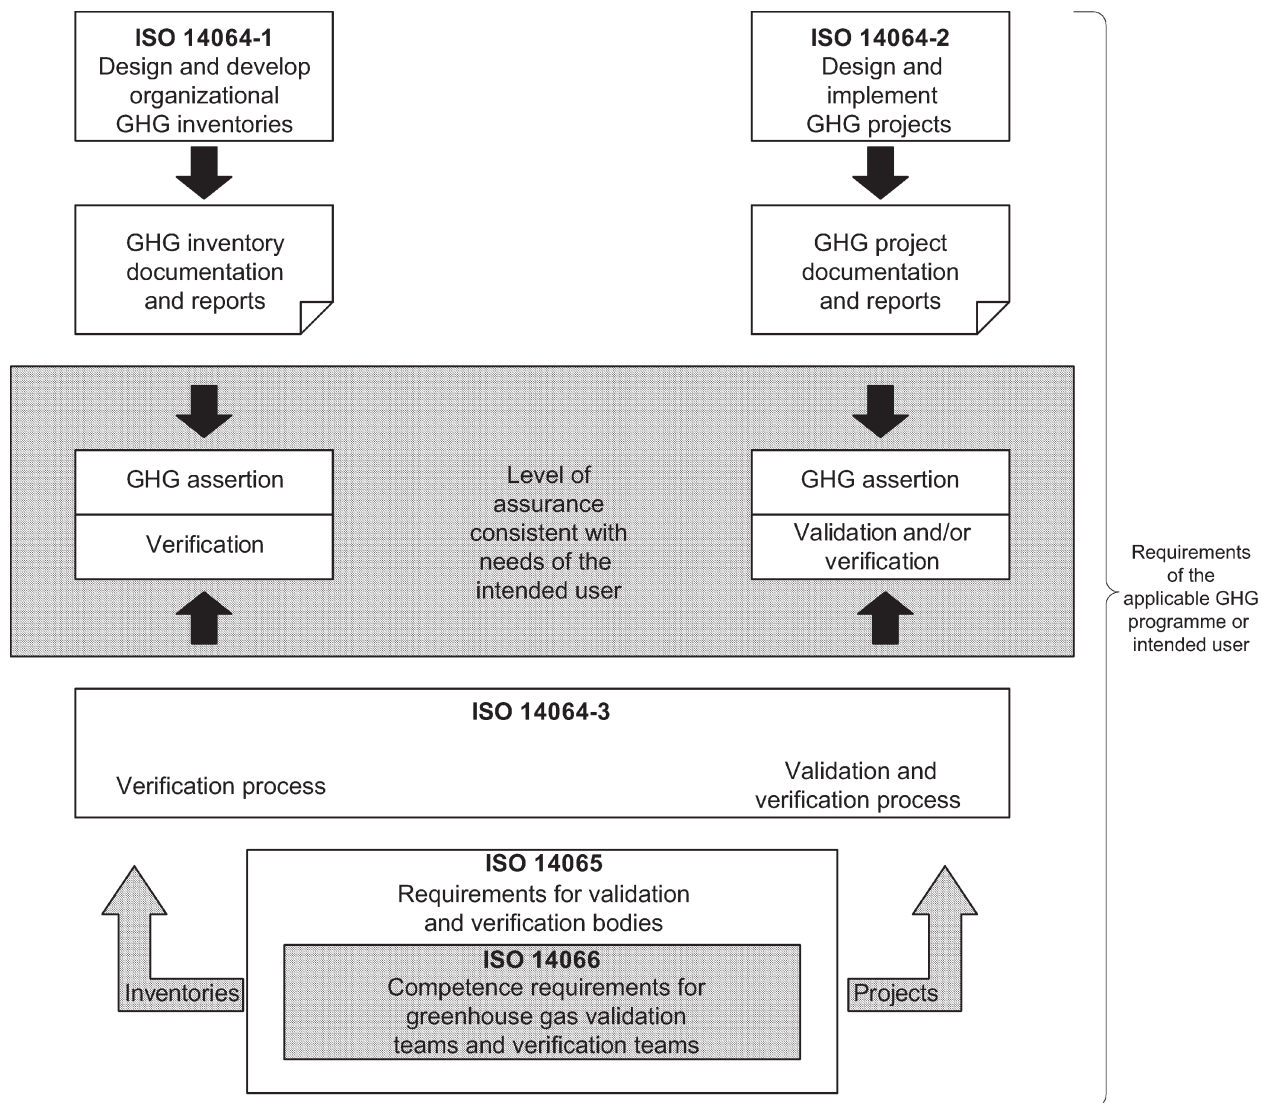 ISO 14064-1
Design and develop
organizational
GHG inventories
ISO 14064-2
Design and
implement
GHG projects
GHG inventory
documentation
and reports
GHG project
documentation
and reports
GHG assertion
Verification
Level of
assurance
consistent with
needs of the
intended user
GHG assertion
Validation and/or
verification
Requirements
of the
applicable GHG
programme or
intended user
ISO 14064-3
Verification process
Validation and
verification process
ISO 14065
Requirements for validation
and verification bodies
ISO 14066
Competence requirements for
greenhouse gas validation
teams and verification teams
Inventories
Projects